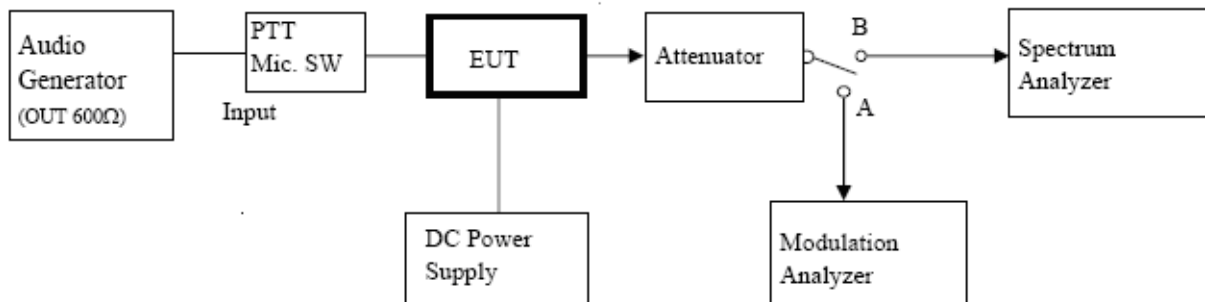 Audio
Generator
(OUT 600Ω)
PTT
Mic. SW
Input
EUT
Attenuator
B
A
Spectrum
Analyzer
DC Power
Supply
Modulation
Analyzer